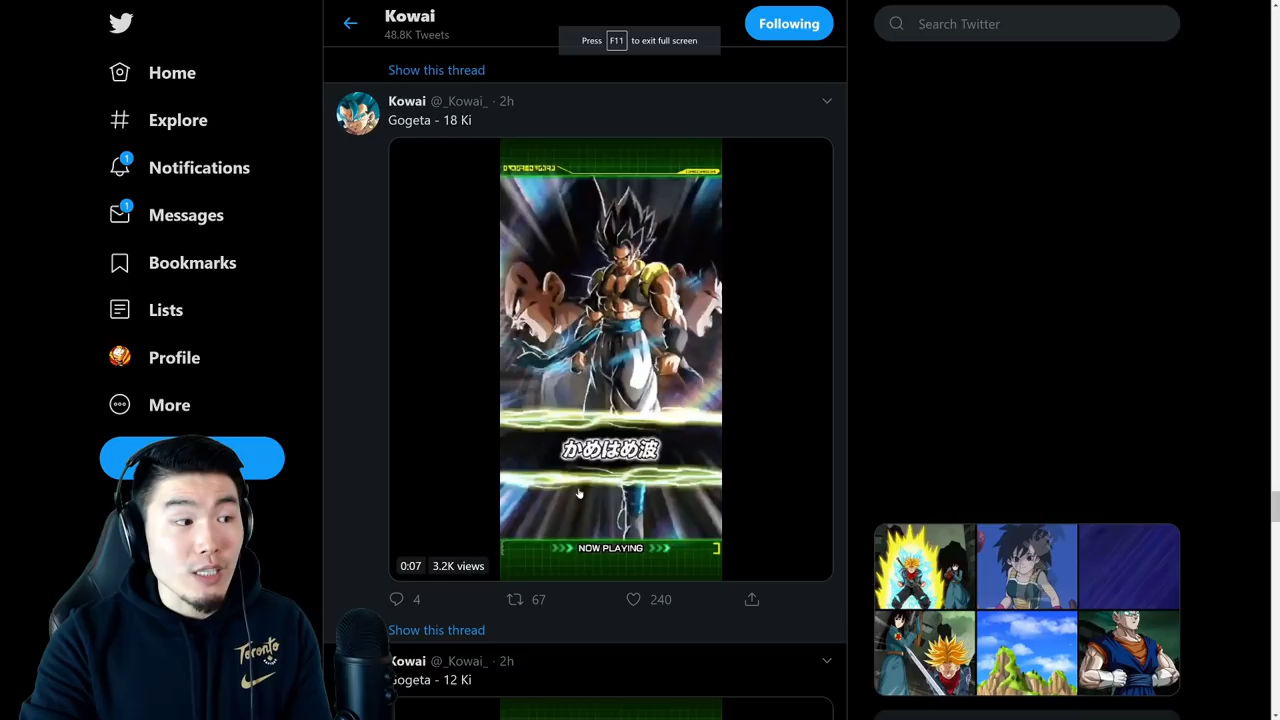 Home
Explore
1
Notifications
1
Messages
Bookmarks
Lists
Profile
More
Kowai
48.8K Tweets
Following
Press F11 to exit full screen
Show this thread
Kowai @_Kowai_ · 2h
Gogeta - 18 Ki
かめはめ波
NOW PLAYING
0:07 3.2K views
4 67 240
Show this thread
Kowai @_Kowai_ · 2h
Gogeta - 12 Ki
Search Twitter
Toronto